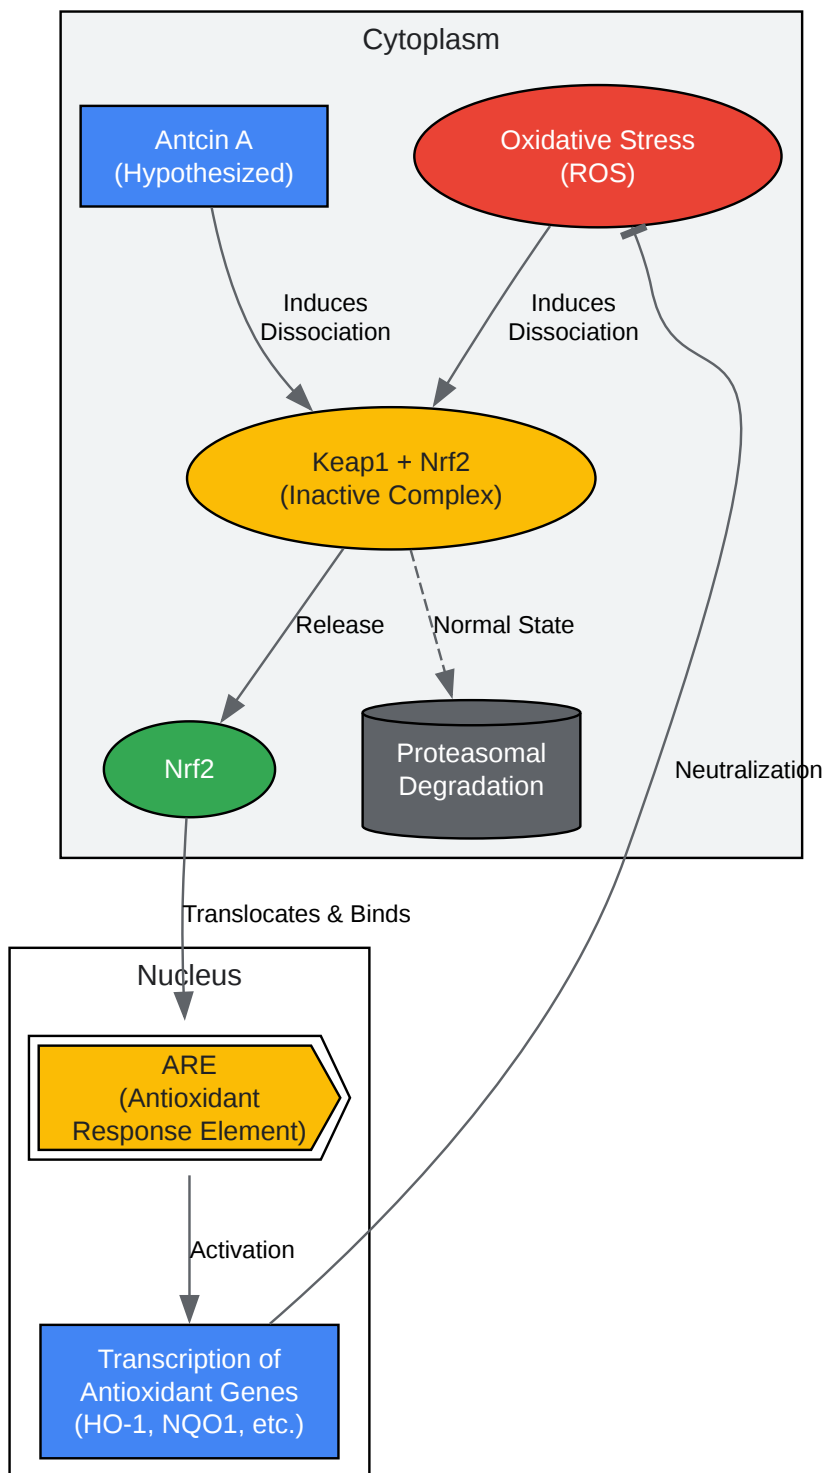 Cytoplasm
Antcin A
(Hypothesized)
Oxidative Stress
(ROS)
Induces
Dissociation
Induces
Dissociation
Keap1 + Nrf2
(Inactive Complex)
Release
Normal State
Nrf2
Proteasomal
Degradation
Neutralization
Translocates & Binds
Nucleus
ARE
(Antioxidant
Response Element)
Activation
Transcription of
Antioxidant Genes
(HO-1, NQO1, etc.)